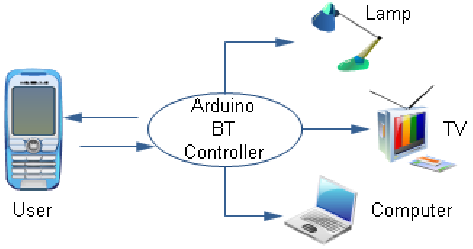 Lamp
Arduino
BT
Controller
TV
User
Computer